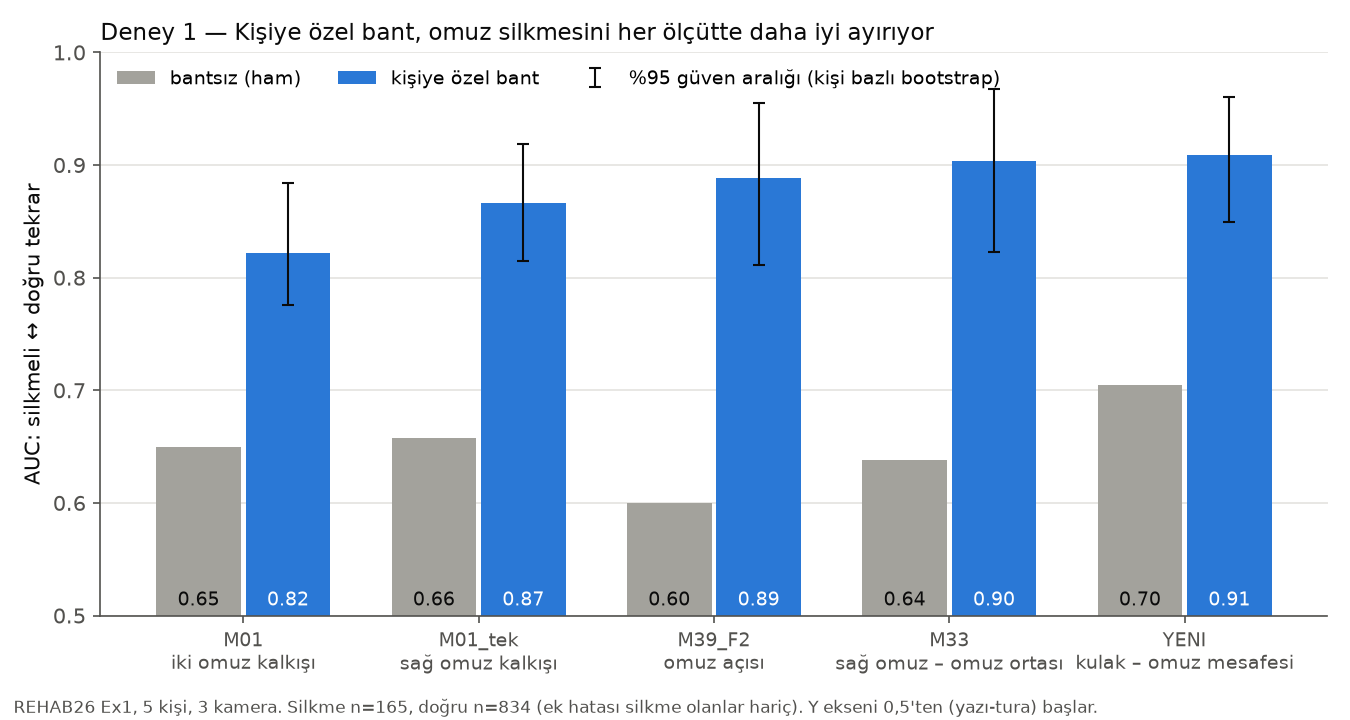 Deney 1 — Kişiye özel bant, omuz silkmesini her ölçütte daha iyi ayırıyor
bantsız (ham) kişiye özel bant %95 güven aralığı (kişi bazlı bootstrap)
AUC: silkmeli ↔ doğru tekrar
1.0
0.9
0.8
0.7
0.6
0.5
0.65 0.82 0.66 0.87 0.60 0.89 0.64 0.90 0.70 0.91
M01 M01_tek M39_F2 M33 YENI
iki omuz kalkışı sağ omuz kalkışı omuz açısı sağ omuz – omuz ortası kulak – omuz mesafesi
REHAB26 Ex1, 5 kişi, 3 kamera. Silkme n=165, doğru n=834 (ek hatası silkme olanlar hariç). Y ekseni 0,5'ten (yazı-tura) başlar.